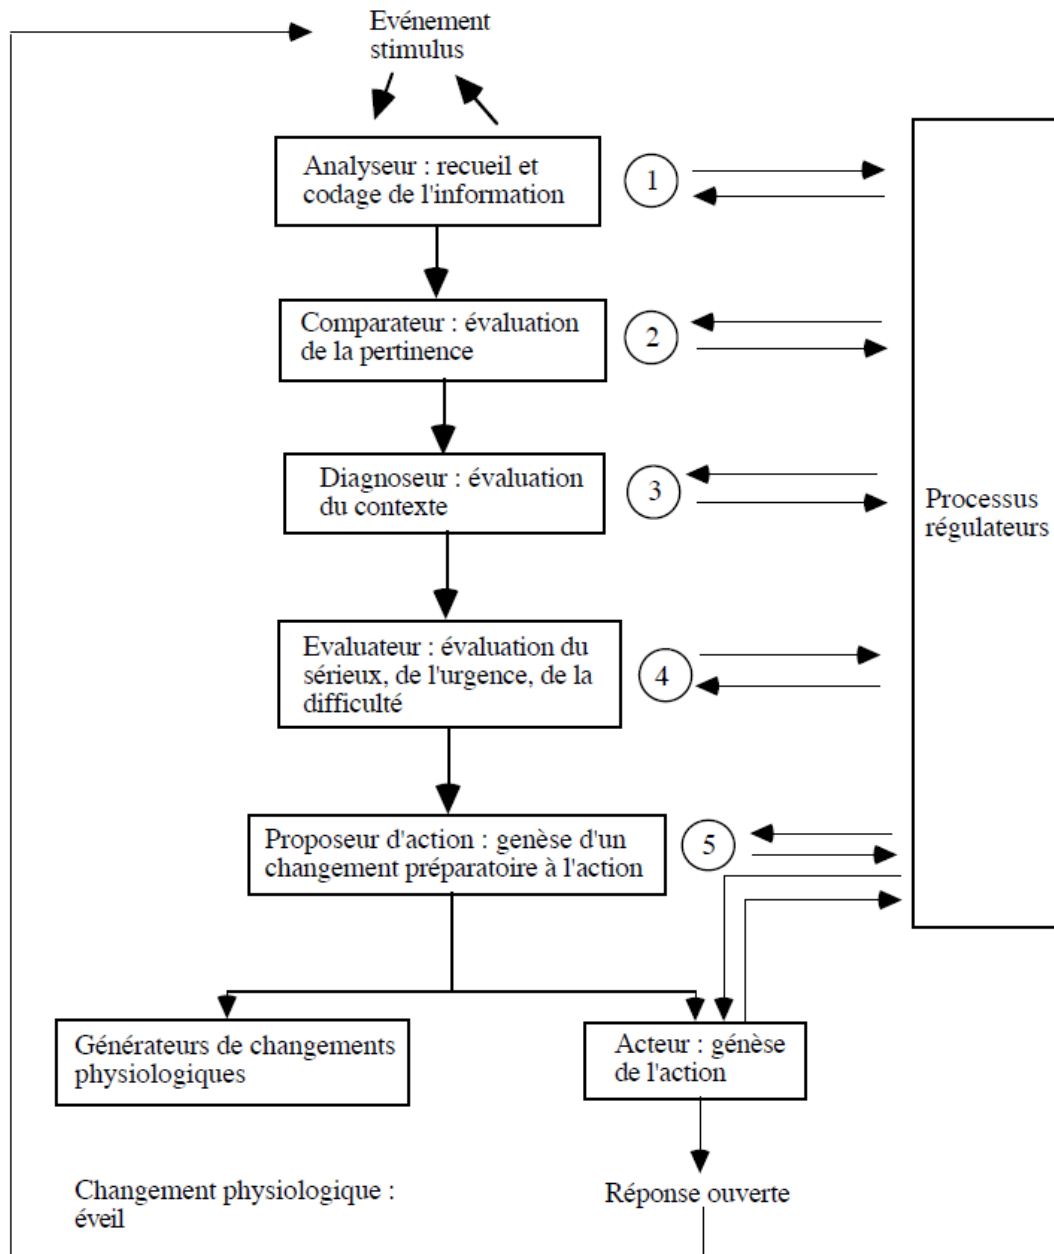 Evénement
stimulus
Analyseur : recueil et
codage de l'information
1
Comparateur : évaluation
de la pertinence
2
Diagnoseur : évaluation
du contexte
3
Processus
régulateurs
Evaluateur : évaluation du
sérieux, de l'urgence, de la
difficulté
4
Proposeur d'action : genèse d'un
changement préparatoire à l'action
5
Générateurs de changements
physiologiques
Acteur : génèse
de l'action
Changement physiologique :
éveil
Réponse ouverte